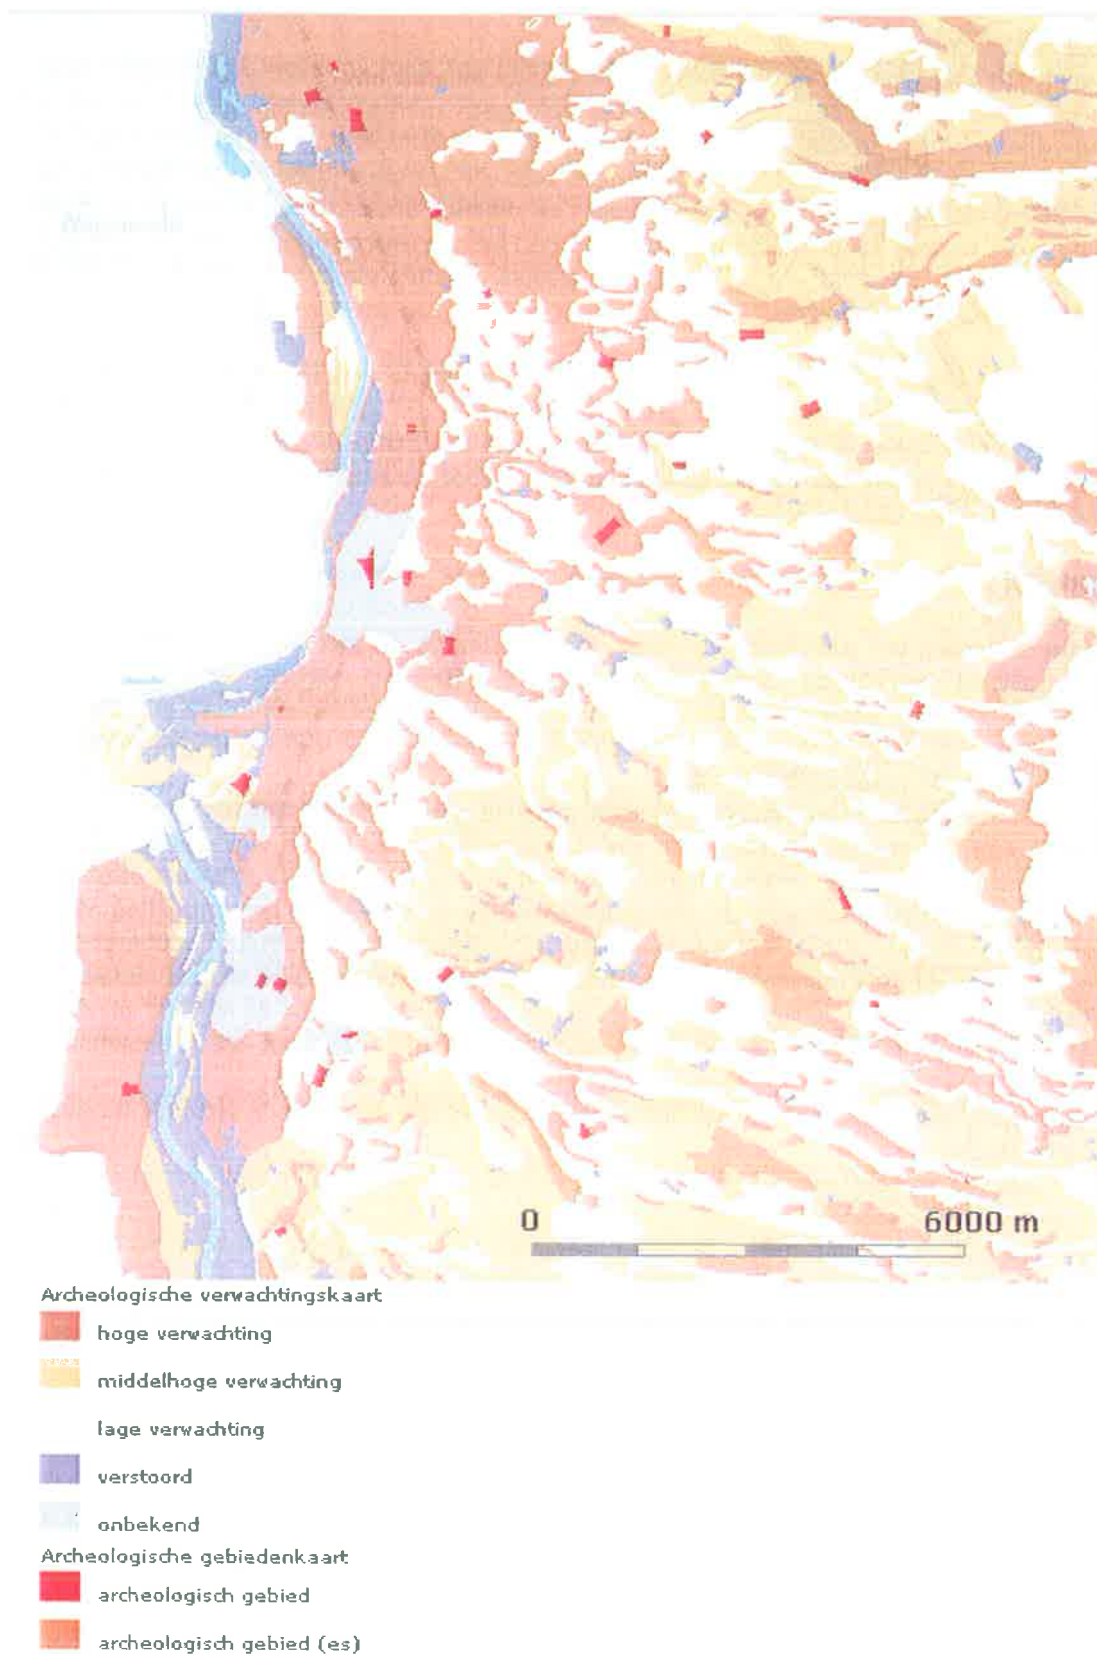 0
6000 m
Archeologische verwachtingskaart
hoge verwachting
middelhoge verwachting
lage verwachting
verstoord
onbekend
Archeologische gebiedenkaart
archeologisch gebied
archeologisch gebied (es)